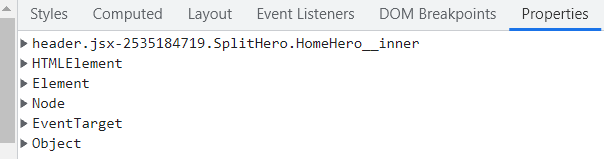 Styles Computed Layout Event Listeners DOM Breakpoints Properties
header.jsx-2535184719.SplitHero.HomeHero__inner
HTMLElement
Element
Node
EventTarget
Object